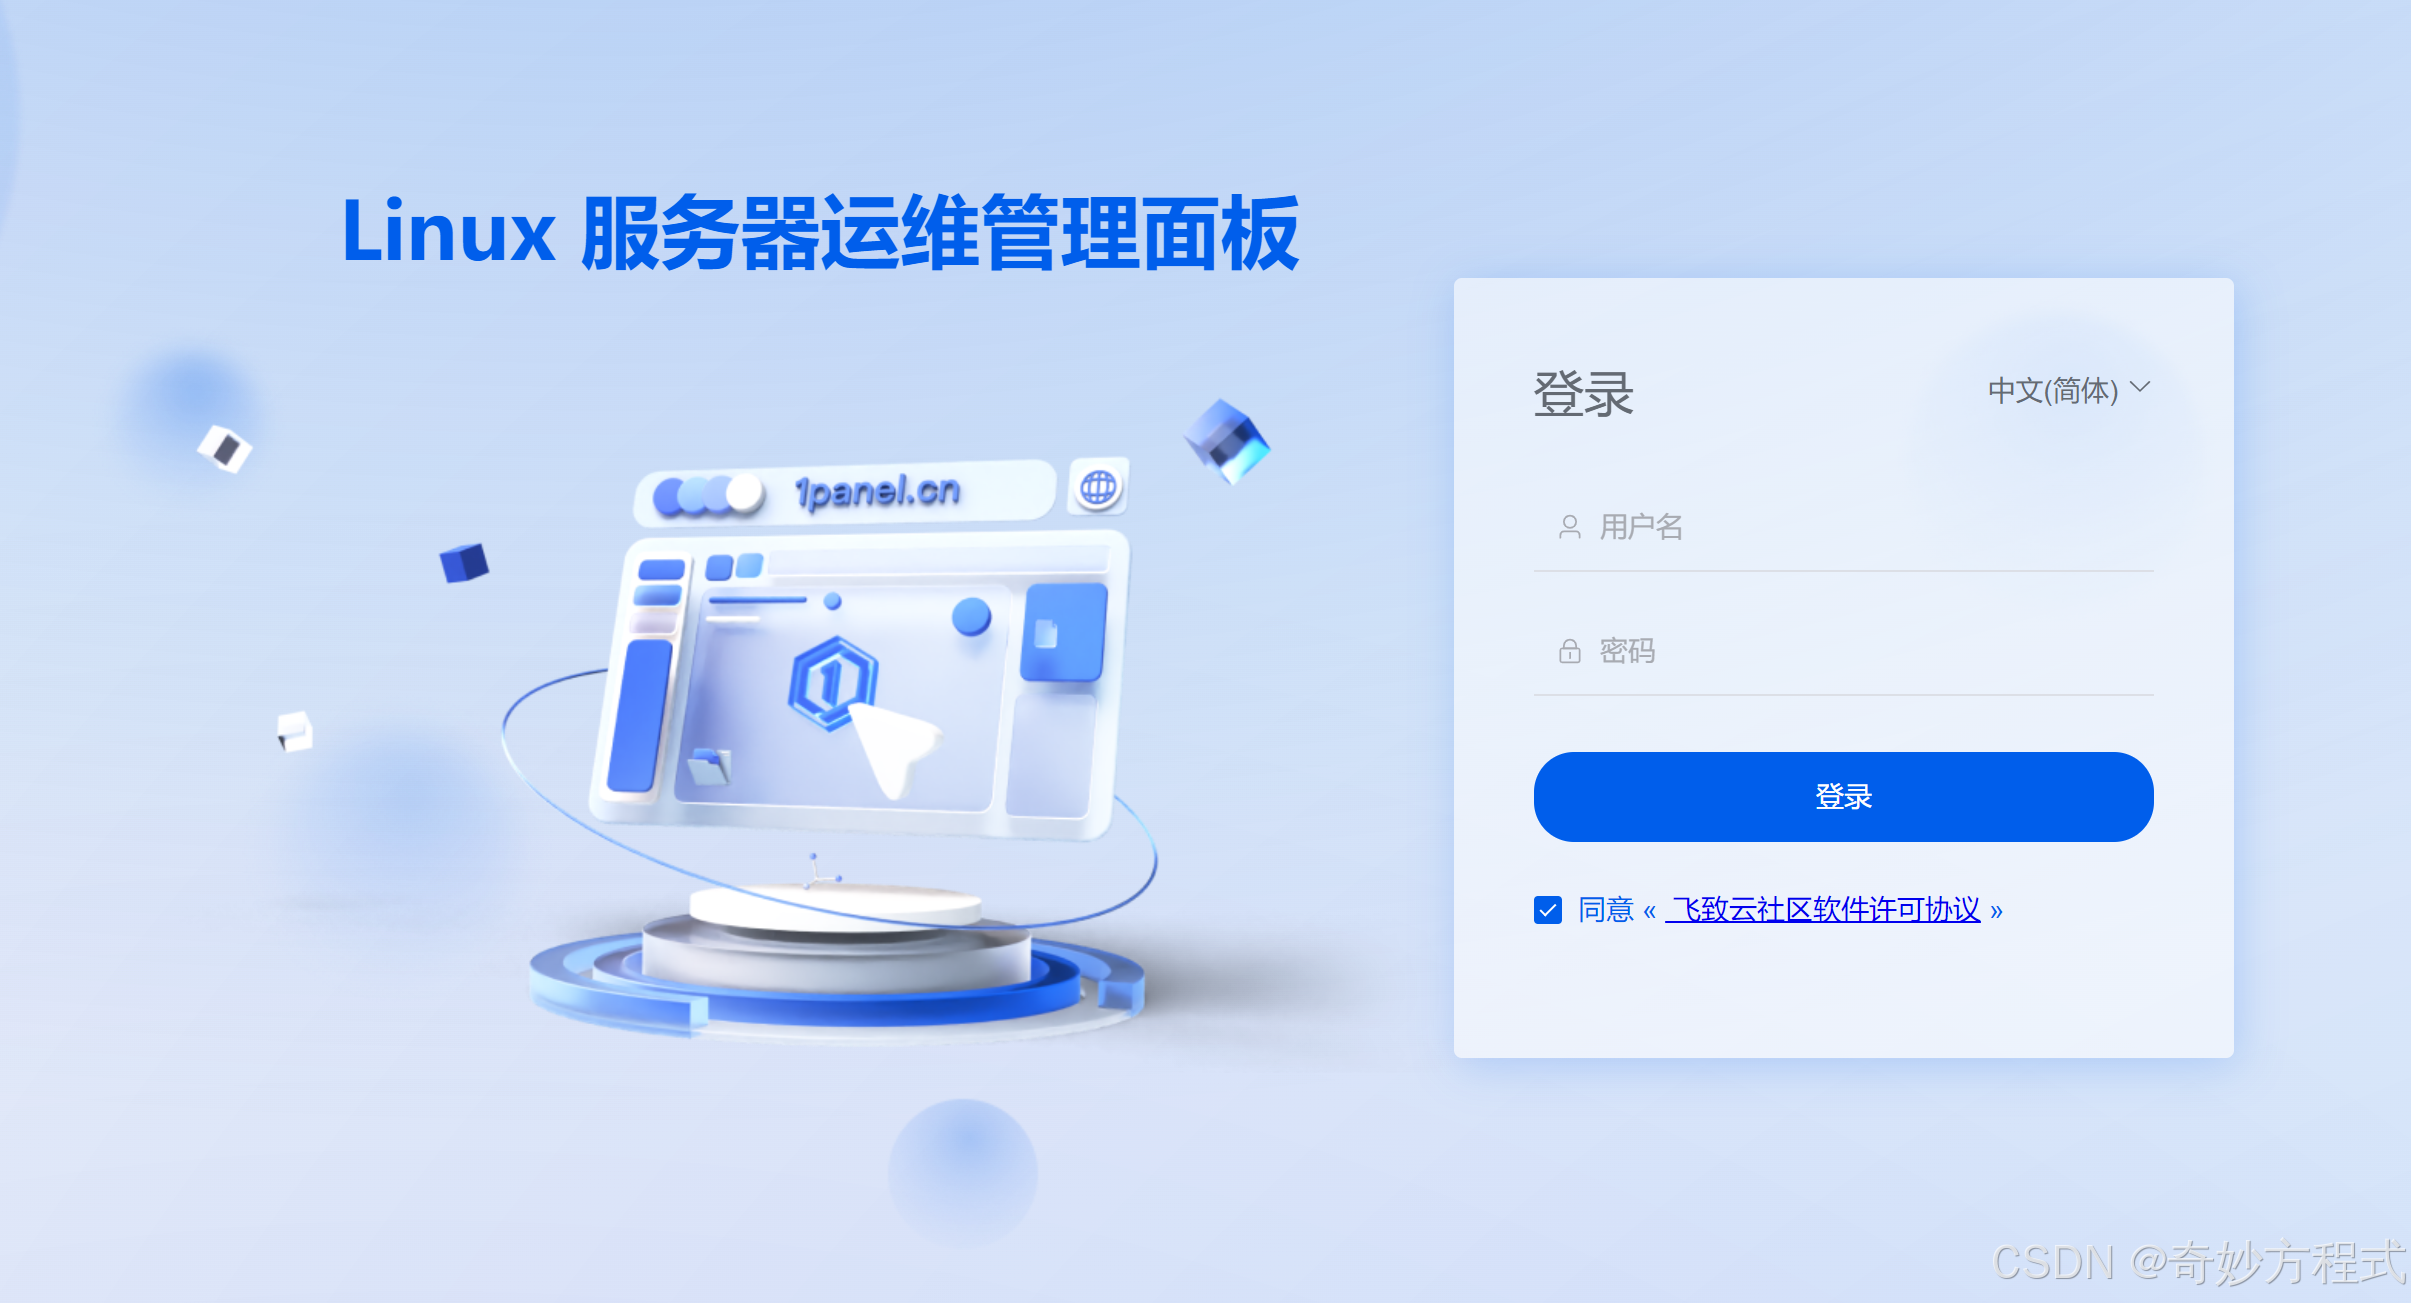 Linux 服务器运维管理面板
1panel.cn
登录
中文(简体)
用户名
密码
登录
同意 « 飞致云社区软件许可协议 »
CSDN @奇妙方程式